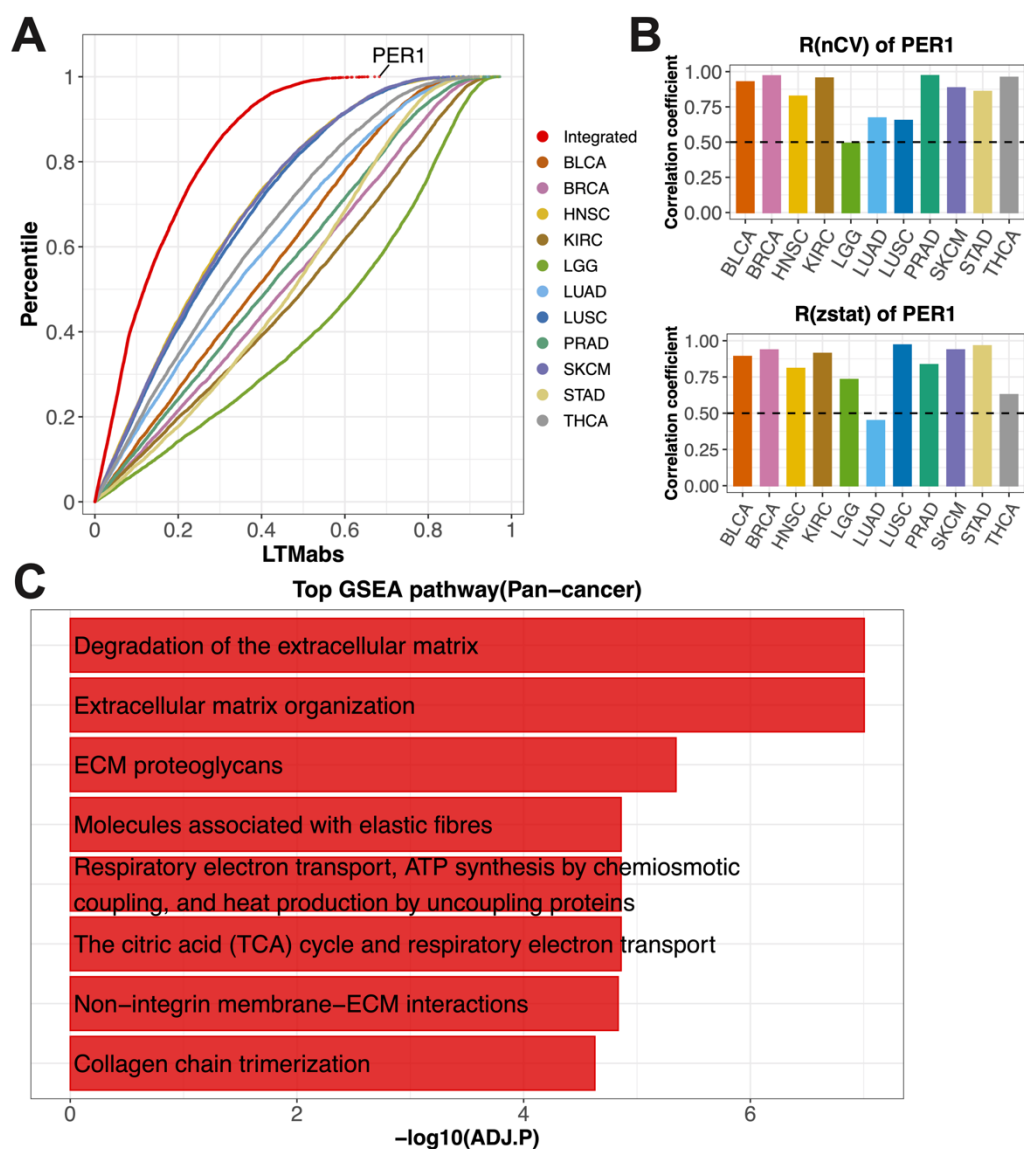 A
PER1
Percentile
1
0.8
0.6
0.4
0.2
0
0 0.2 0.4 0.6 0.8 1
LTMabs
Integrated
BLCA
BRCA
HNSC
KIRC
LGG
LUAD
LUSC
PRAD
SKCM
STAD
THCA
B
R(nCV) of PER1
Correlation coefficient
1.00
0.75
0.50
0.25
0.00
BLCA BRCA HNSC KIRC LGG LUAD LUSC PRAD SKCM STAD THCA
R(zstat) of PER1
Correlation coefficient
1.00
0.75
0.50
0.25
0.00
BLCA BRCA HNSC KIRC LGG LUAD LUSC PRAD SKCM STAD THCA
C
Top GSEA pathway(Pan−cancer)
Degradation of the extracellular matrix
Extracellular matrix organization
ECM proteoglycans
Molecules associated with elastic fibres
Respiratory electron transport, ATP synthesis by chemiosmotic
coupling, and heat production by uncoupling proteins
The citric acid (TCA) cycle and respiratory electron transport
Non−integrin membrane−ECM interactions
Collagen chain trimerization
0 2 4 6
−log10(ADJ.P)